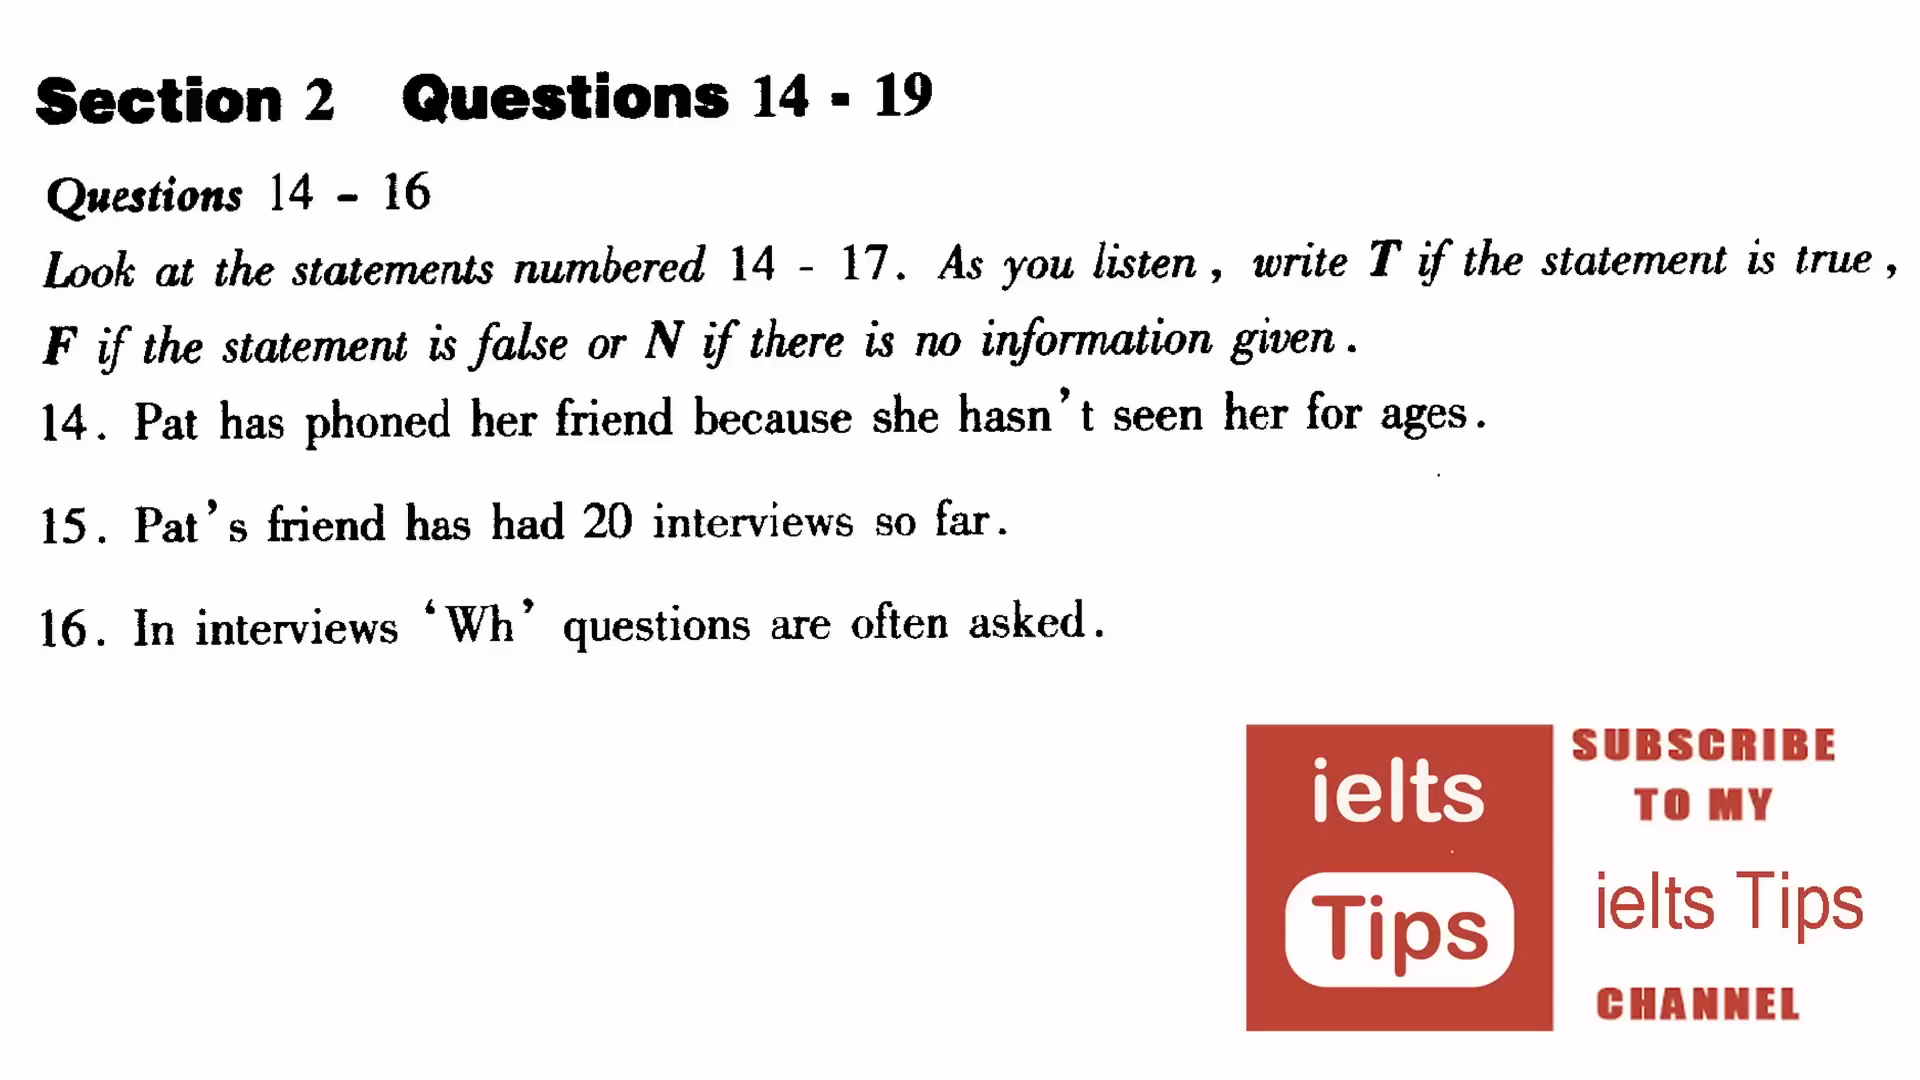 Section 2 Questions 14 - 19
Questions 14 - 16
Look at the statements numbered 14 - 17. As you listen, write T if the statement is true,
F if the statement is false or N if there is no information given.
14. Pat has phoned her friend because she hasn't seen her for ages.
15. Pat's friend has had 20 interviews so far.
16. In interviews 'Wh' questions are often asked.
ielts
Tips
SUBSCRIBE
TO MY
ielts Tips
CHANNEL